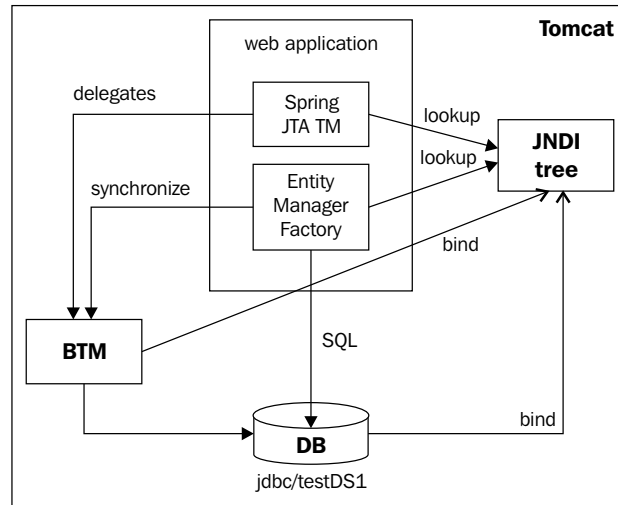 Tomcat
web application
delegates
Spring
JTA TM
lookup
JNDI
tree
lookup
synchronize
Entity
Manager
Factory
bind
BTM
SQL
DB
bind
jdbc/testDS1